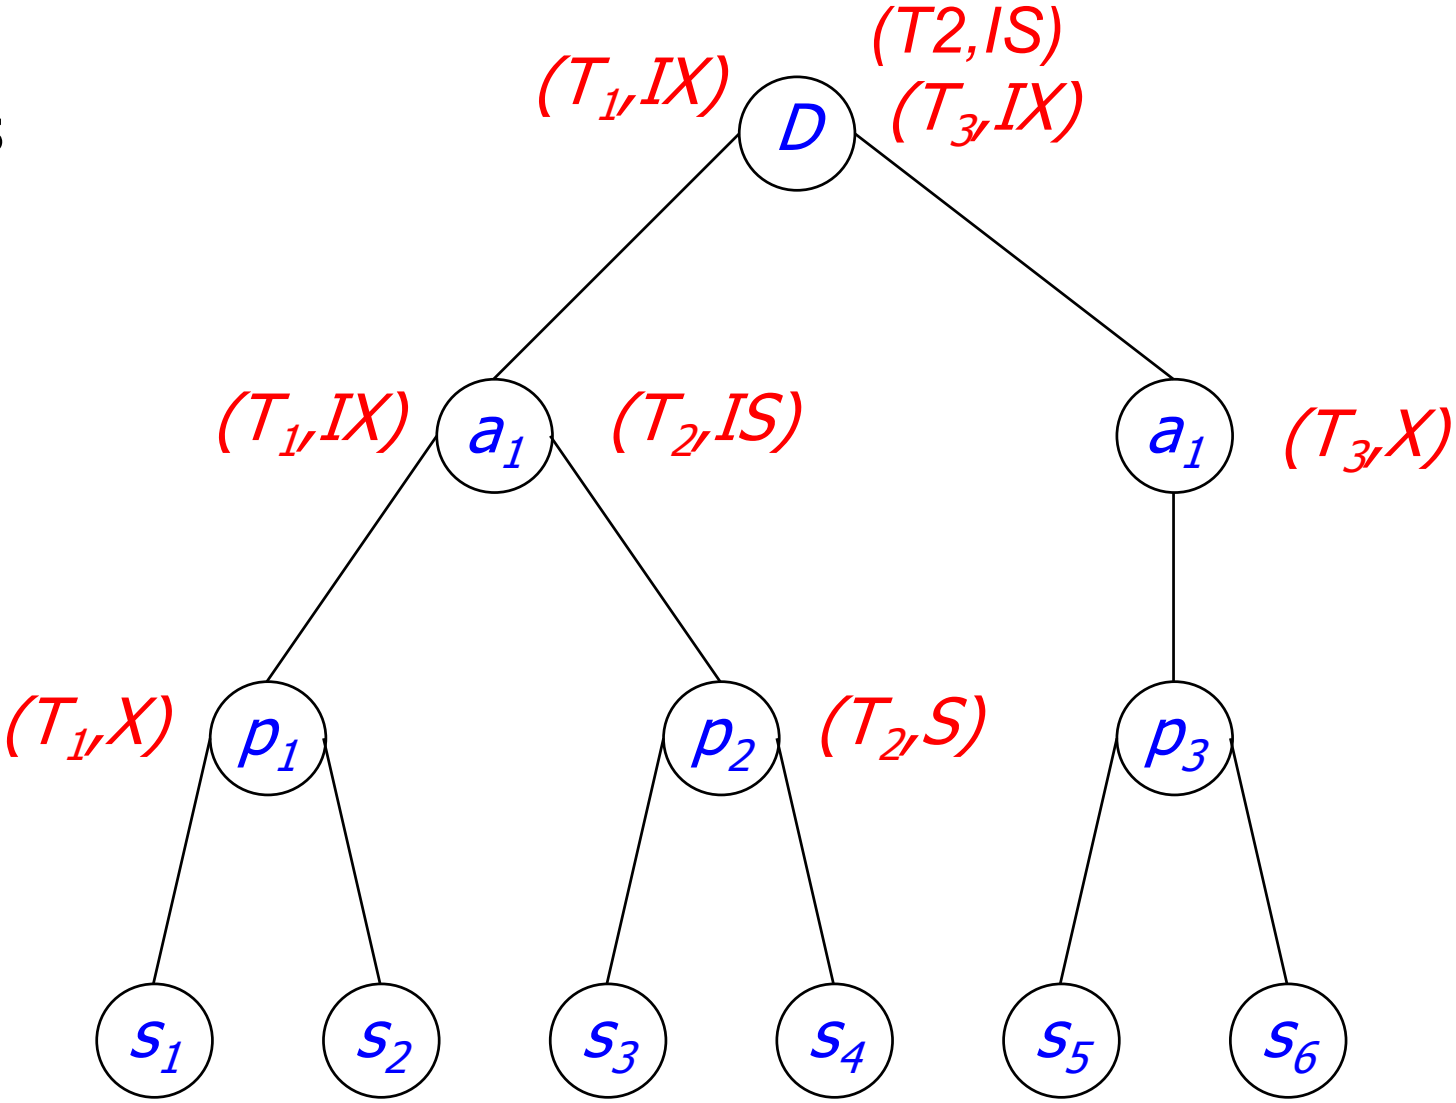 (T2,IS)
(T₁,IX) D (T₃,IX)
s
(T₁,IX) a₁ (T₂,IS) a₁ (T₃,X)
(T₁,X) p₁ p₂ (T₂,S) p₃
s₁ s₂ s₃ s₄ s₅ s₆